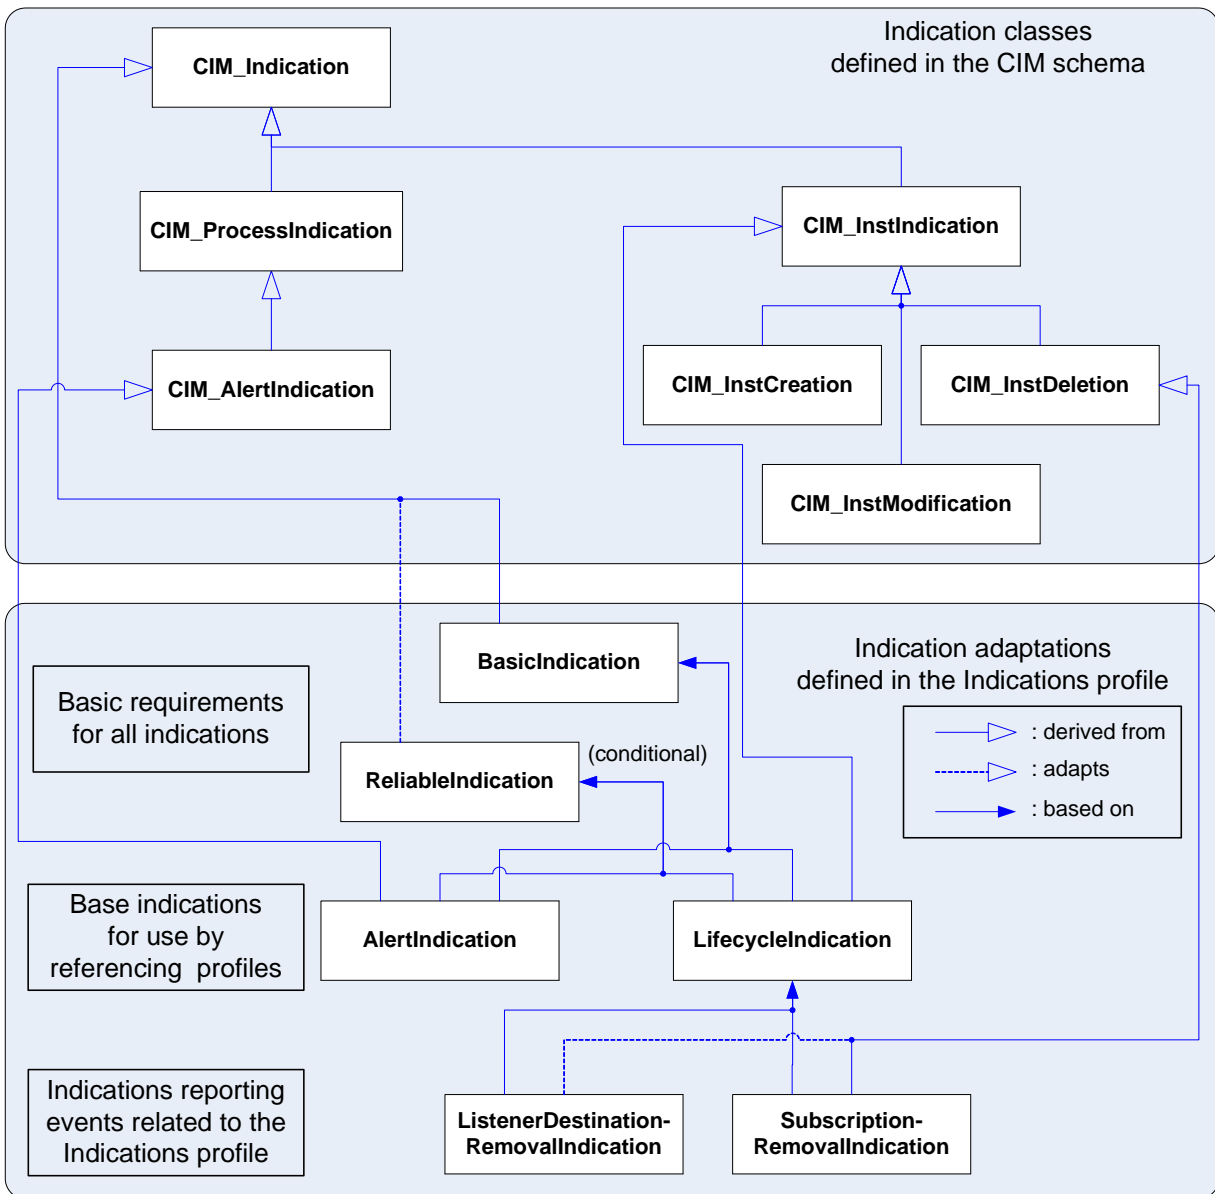 Indication classes
defined in the CIM schema
CIM_Indication
CIM_ProcessIndication
CIM_InstIndication
CIM_AlertIndication
CIM_InstCreation
CIM_InstDeletion
CIM_InstModification
Indication adaptations
defined in the Indications profile
BasicIndication
Basic requirements
for all indications
: derived from
: adapts
: based on
(conditional)
ReliableIndication
Base indications
for use by
referencing profiles
AlertIndication
LifecycleIndication
Indications reporting
events related to the
Indications profile
ListenerDestination-
RemovalIndication
Subscription-
RemovalIndication